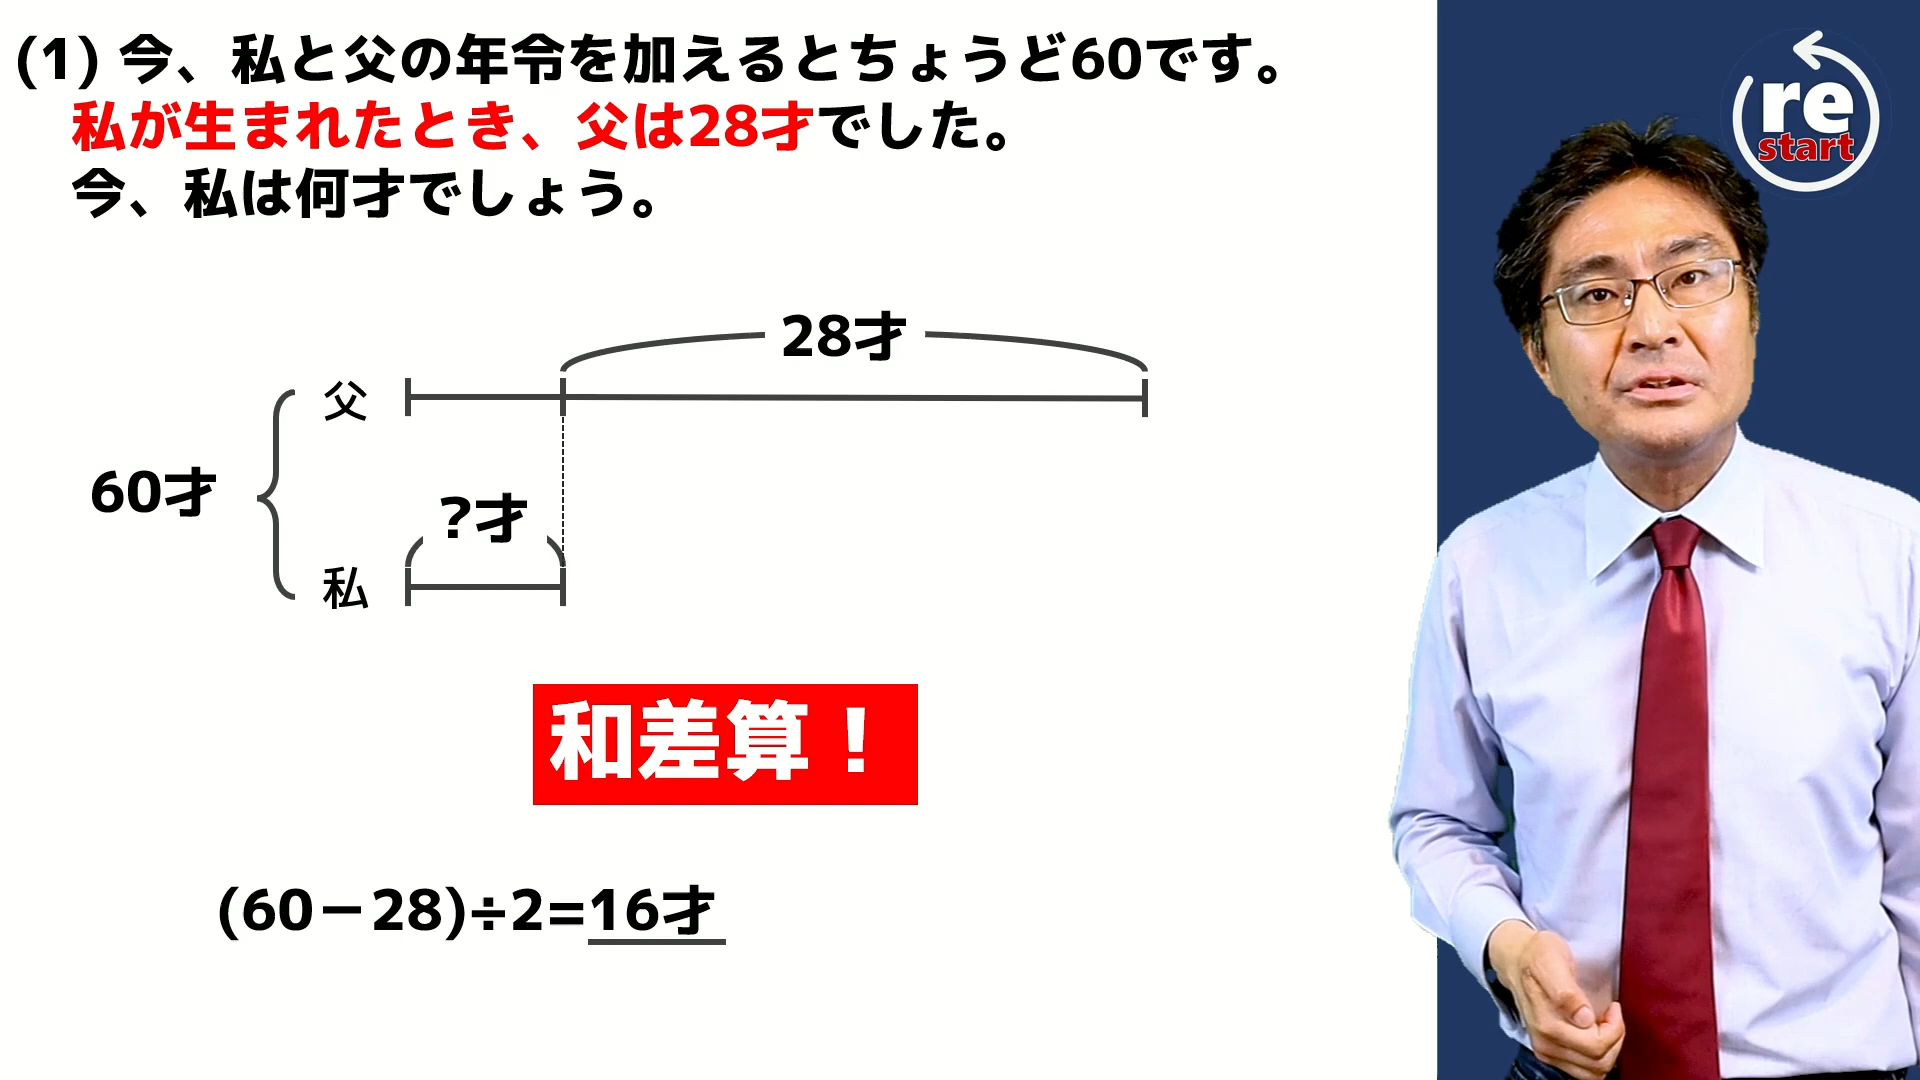 (1) 今、私と父の年令を加えるとちょうど60です。
私が生まれたとき、父は28才でした。
今、私は何才でしょう。
re
start
28才
父
60才
?才
私
和差算！
(60−28)÷2=16才